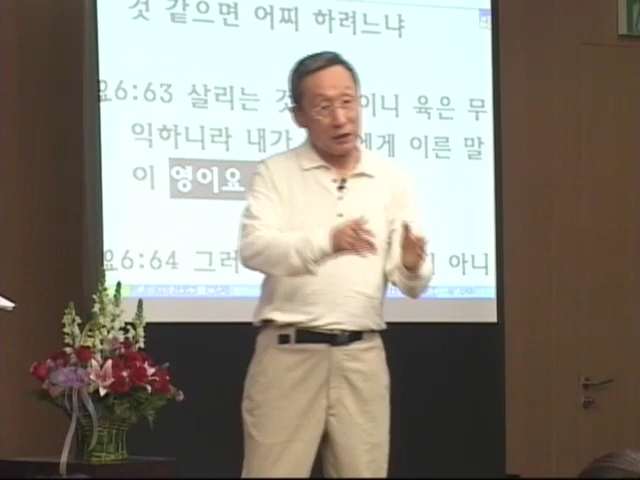 것 같으면 어찌 하려느냐
요6:63 살리는 이니 육은 무
익하니라 내가 에게 이른 말
이 영이요
요6:64 그러 아니